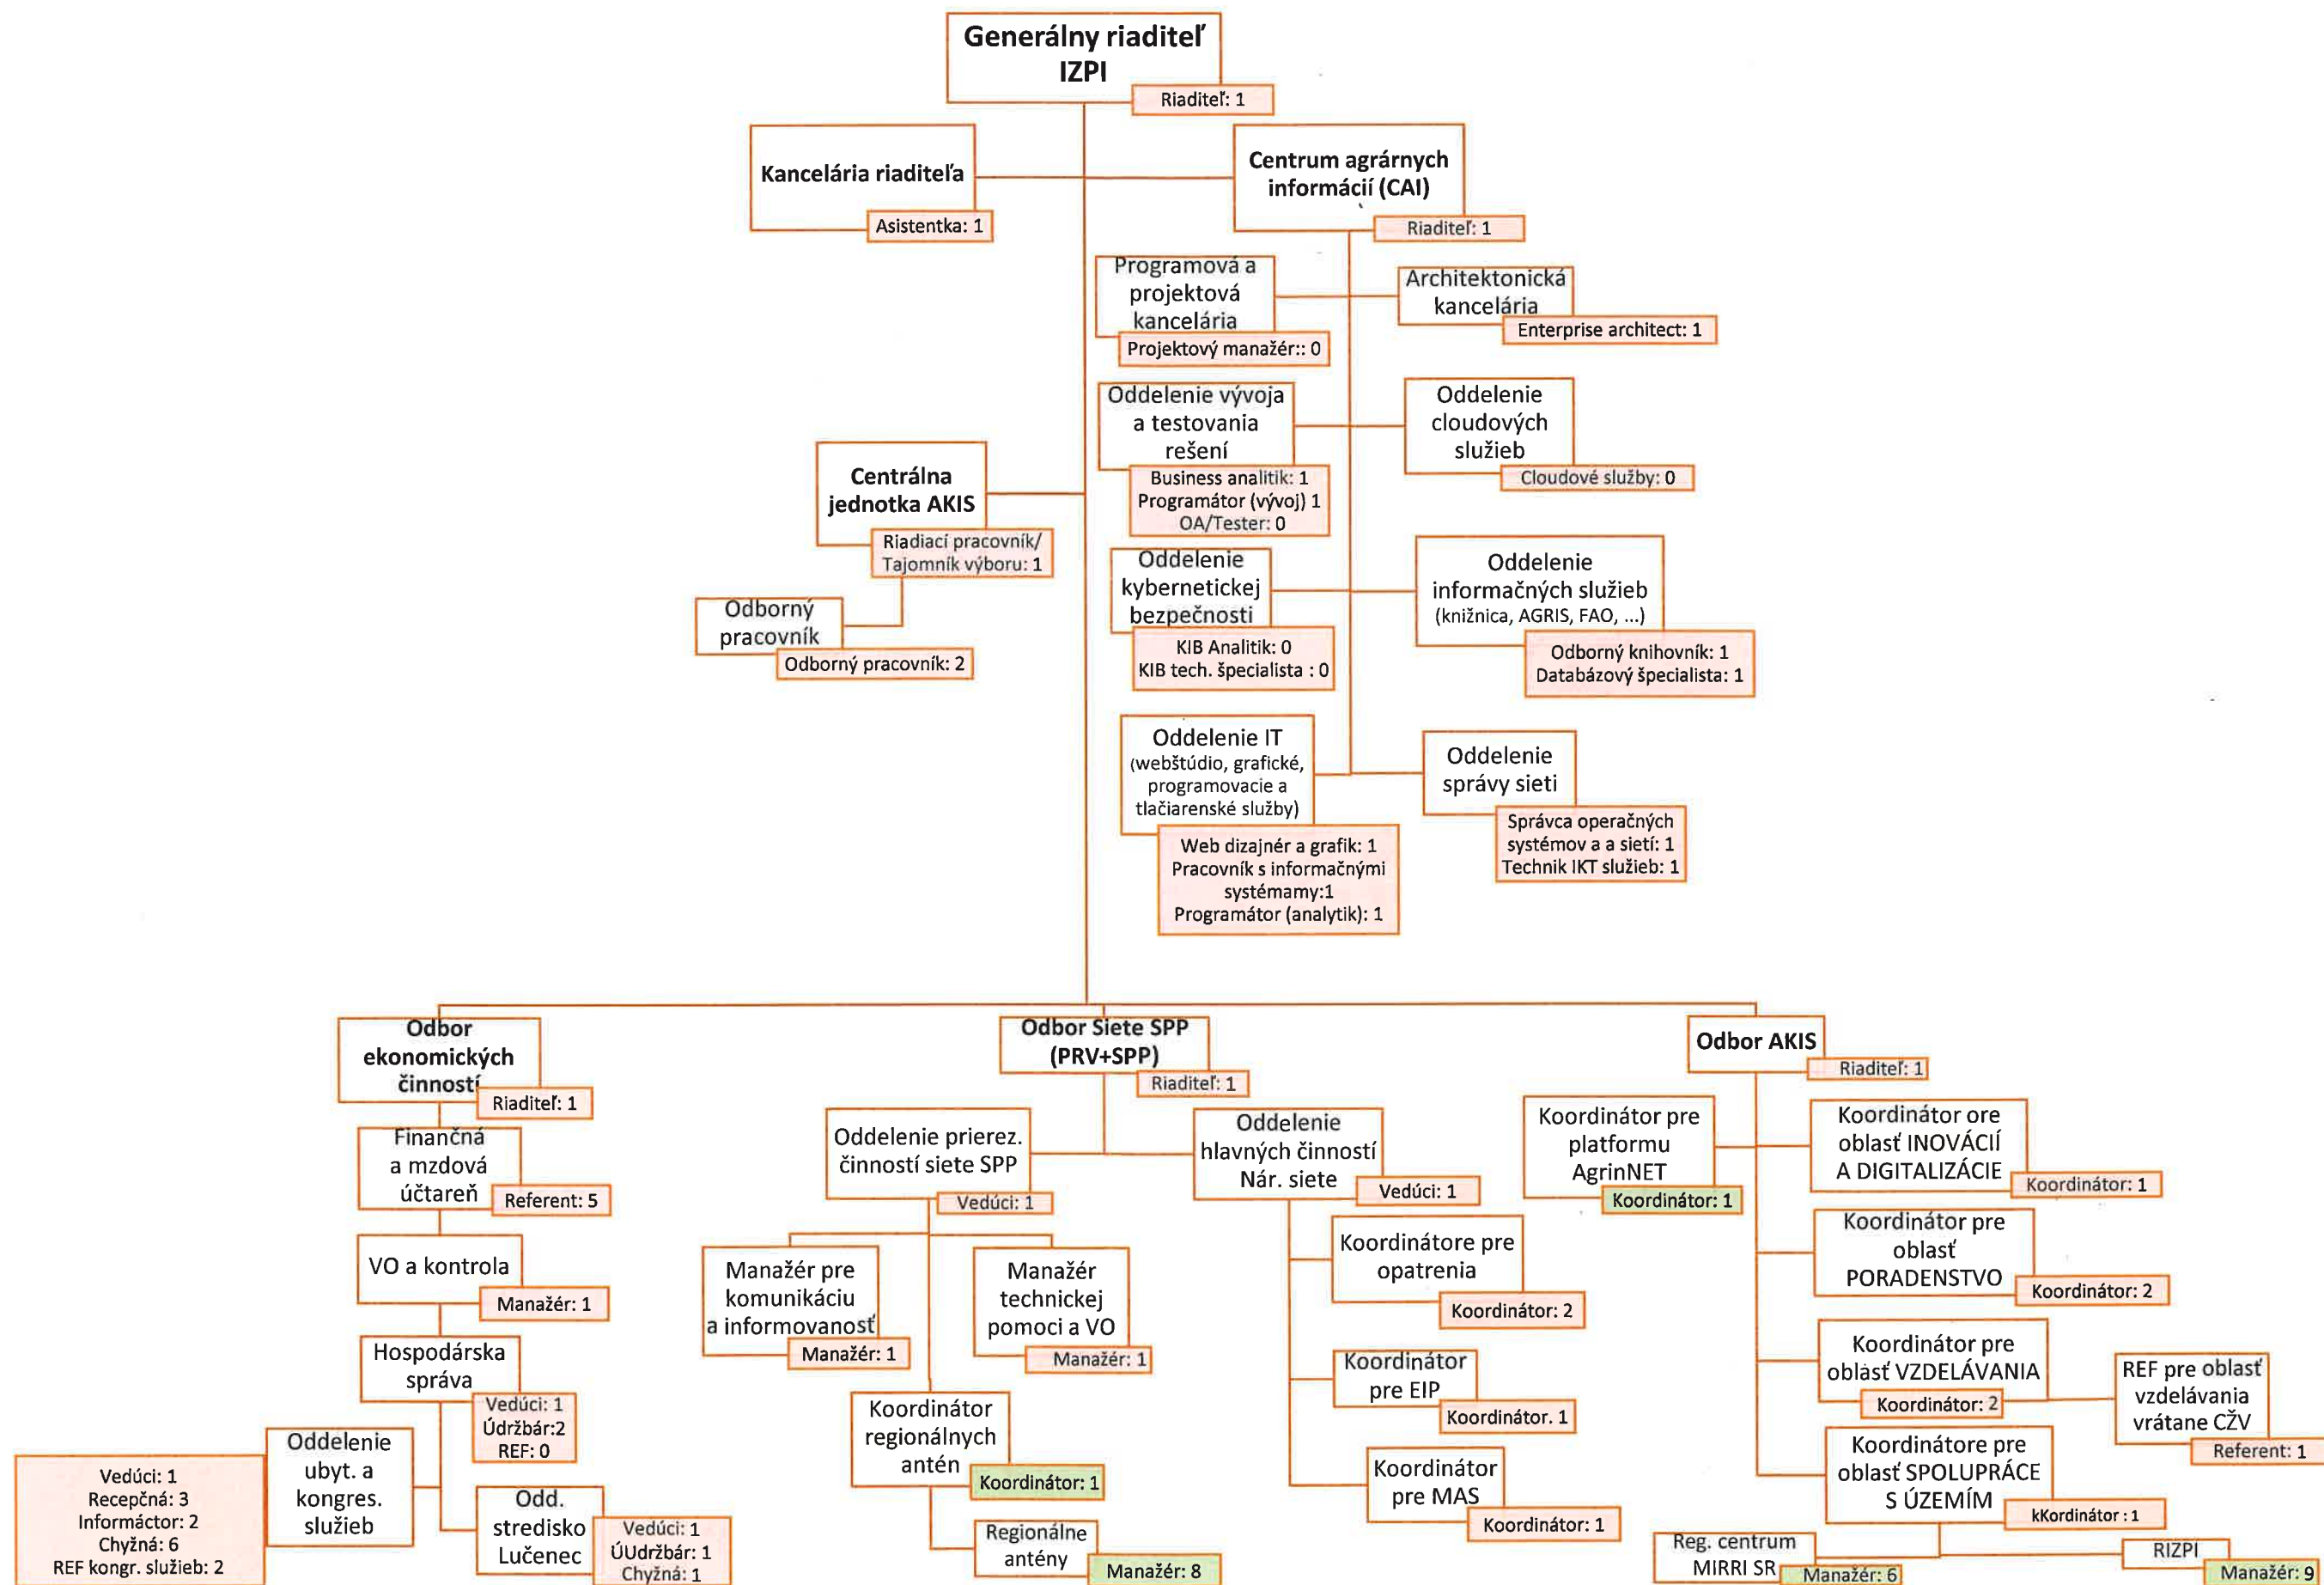 Generálny riaditeľ
IZPI
Riaditeľ: 1
Kancelária riaditeľa
Asistentka: 1
Centrum agrárnych
informácií (CAI)
Riaditeľ: 1
Programová a
projektová
kancelária
Projektový manažér:: 0
Architektonická
kancelária
Enterprise architect: 1
Oddelenie vývoja
a testovania
rešení
Business analitik: 1
Programátor (vývoj) 1
OA/Tester: 0
Oddelenie
cloudových
služieb
Cloudové služby: 0
Centrálna
jednotka AKIS
Riadiací pracovník/
Tajomník výboru: 1
Odborný
pracovník
Odborný pracovník: 2
Oddelenie
kybernetickej
bezpečnosti
KIB Analitik: 0
KIB tech. špecialista : 0
Oddelenie
informačných služieb
(knižnica, AGRIS, FAO, ...)
Odborný knihovník: 1
Databázový špecialista: 1
Oddelenie IT
(webštúdio, grafické,
programovacie a
tlačiarenské služby)
Web dizajnér a grafik: 1
Pracovník s informačnými
systémamy:1
Programátor (analytik): 1
Oddelenie
správy sieti
Správca operačných
systémov a a sietí: 1
Technik IKT služieb: 1
Odbor
ekonomických
činností
Riaditeľ: 1
Finančná
a mzdová
účtareň
Referent: 5
VO a kontrola
Manažér: 1
Hospodárska
správa
Vedúci: 1
Údržbár:2
REF: 0
Oddelenie
ubyt. a
kongres.
služieb
Vedúci: 1
Recepčná: 3
Informáctor: 2
Chyžná: 6
REF kongr. služieb: 2
Odd.
stredisko
Lučenec
Vedúci: 1
ÚUdržbár: 1
Chyžná: 1
Odbor Siete SPP
(PRV+SPP)
Riaditeľ: 1
Oddelenie prierez.
činností siete SPP
Vedúci: 1
Manažér pre
komunikáciu
a informovanosť
Manažér: 1
Manažér
technickej
pomoci a VO
Manažér: 1
Koordinátor
regionálnych
antén
Koordinátor: 1
Regionálne
antény
Manažér: 8
Oddelenie
hlavných činností
Nár. siete
Vedúci: 1
Koordinátore pre
opatrenia
Koordinátor: 2
Koordinátor
pre EIP
Koordinátor. 1
Koordinátor
pre MAS
Koordinátor: 1
Odbor AKIS
Riaditeľ: 1
Koordinátor pre
platformu
AgrinNET
Koordinátor: 1
Koordinátor ore
oblasť INOVÁCIÍ
A DIGITALIZÁCIE
Koordinátor: 1
Koordinátor pre
oblasť
PORADENSTVO
Koordinátor: 2
Koordinátor pre
oblasť VZDELÁVANIA
Koordinátor: 2
REF pre oblasť
vzdelávania
vrátane CŽV
Referent: 1
Koordinátore pre
oblasť SPOLUPRÁCE
S ÚZEMÍM
kKordinátor : 1
Reg. centrum
MIRRI SR
Manažér: 6
RIZPI
Manažér: 9